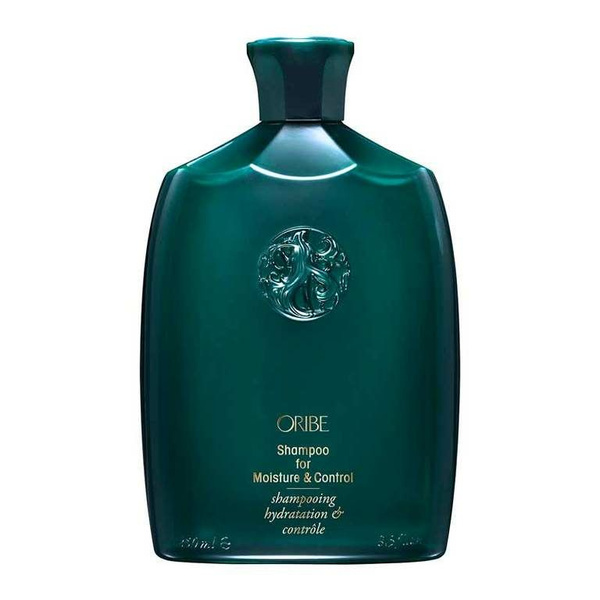 ORIBE
Shampoo
for
Moisture & Control
shampooing
hydratation &
contrôle